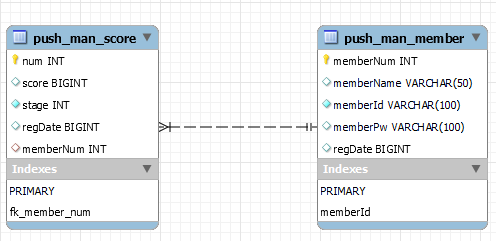 push_man_score
num INT
score BIGINT
stage INT
regDate BIGINT
memberNum INT
Indexes
PRIMARY
fk_member_num
push_man_member
memberNum INT
memberName VARCHAR(50)
memberId VARCHAR(100)
memberPw VARCHAR(100)
regDate BIGINT
Indexes
PRIMARY
memberId